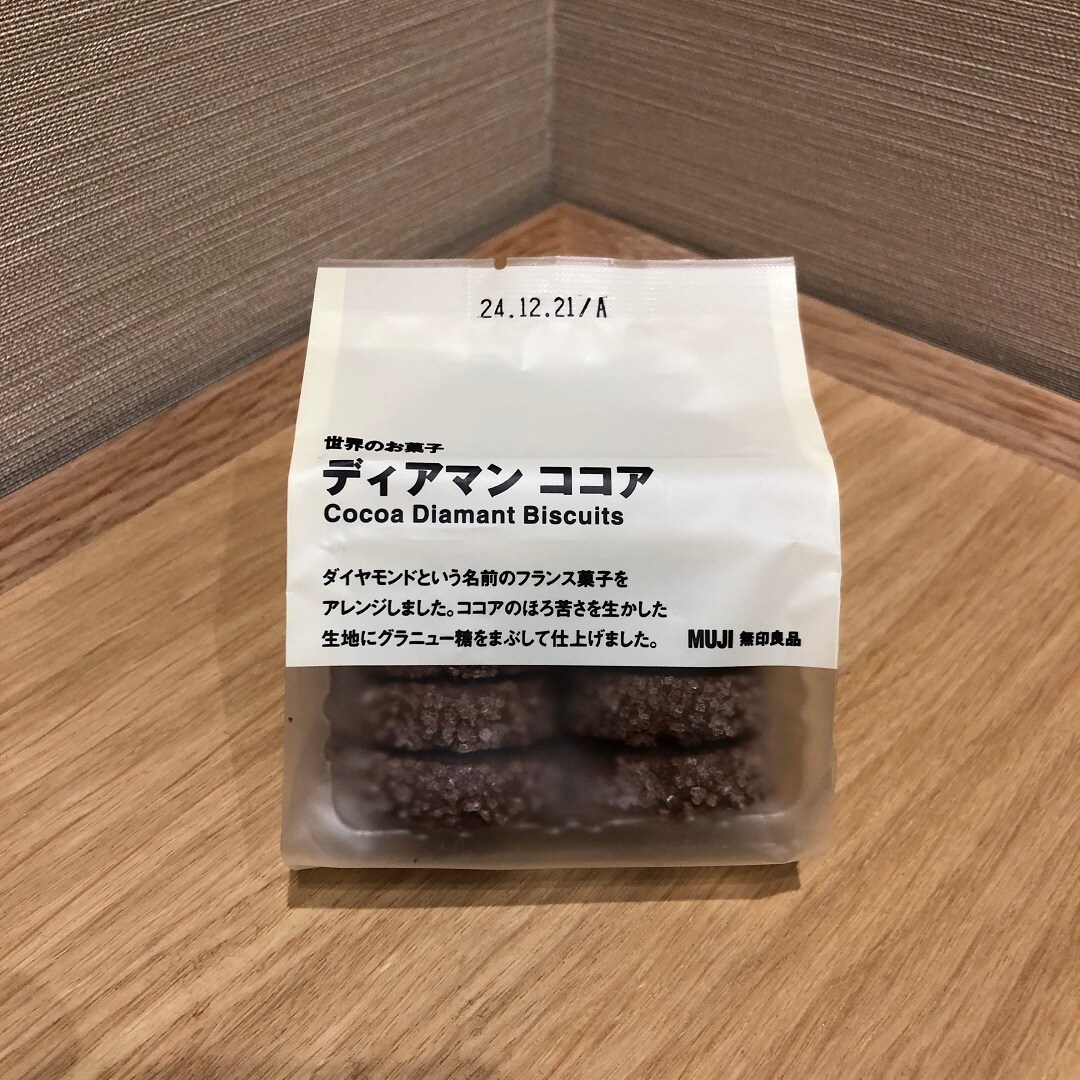 24.12.21/A
世界のお菓子
ディアマン ココア
Cocoa Diamant Biscuits
ダイヤモンドという名前のフランス菓子を
アレンジしました。ココアのほろ苦さを生かした
生地にグラニュー糖をまぶして仕上げました。
MUJI 無印良品